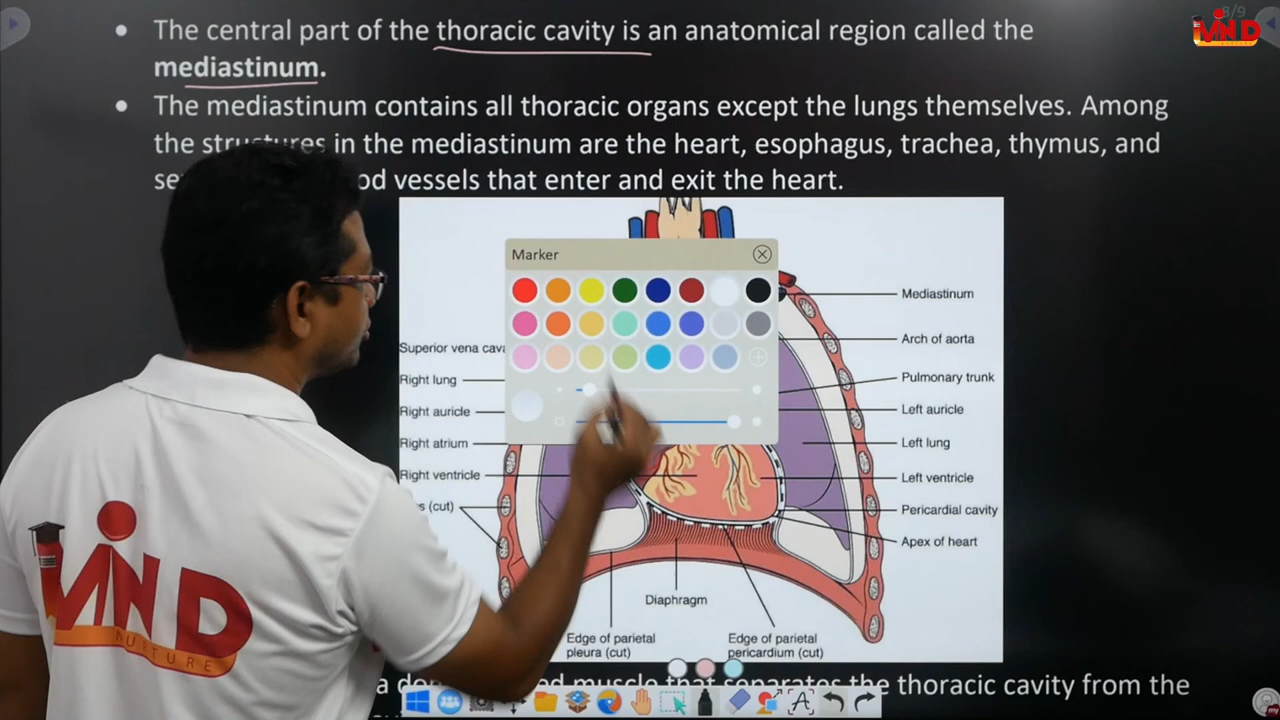 8/9
MIND
• The central part of the thoracic cavity is an anatomical region called the
mediastinum.
• The mediastinum contains all thoracic organs except the lungs themselves. Among
the structures in the mediastinum are the heart, esophagus, trachea, thymus, and
vessels that enter and exit the heart.
Marker
Mediastinum
Arch of aorta
Pulmonary trunk
Left auricle
Left lung
Left ventricle
Pericardial cavity
Apex of heart
Superior vena cava
Right lung
Right auricle
Right atrium
Right ventricle
(cut)
Diaphragm
Edge of parietal
pleura (cut)
Edge of parietal
pericardium (cut)
muscle that separates the thoracic cavity from the
MIND
NURTURE